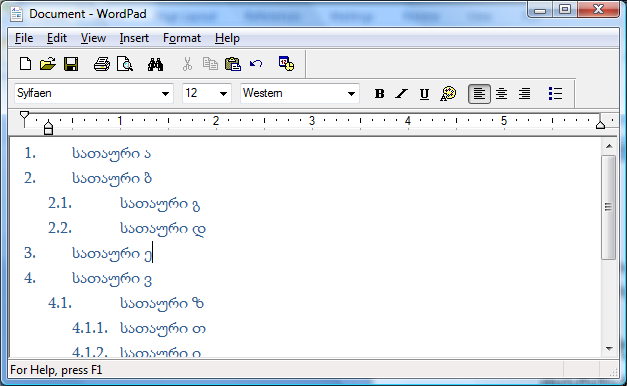 Document - WordPad
File Edit View Insert Format Help
Sylfaen 12 Western B I U
1 2 3 4 5
1. სათაური ა
2. სათაური ბ
2.1. სათაური გ
2.2. სათაური დ
3. სათაური ე
4. სათაური ვ
4.1. სათაური ზ
4.1.1. სათაური თ
4.1.2. სათაური ი
For Help, press F1